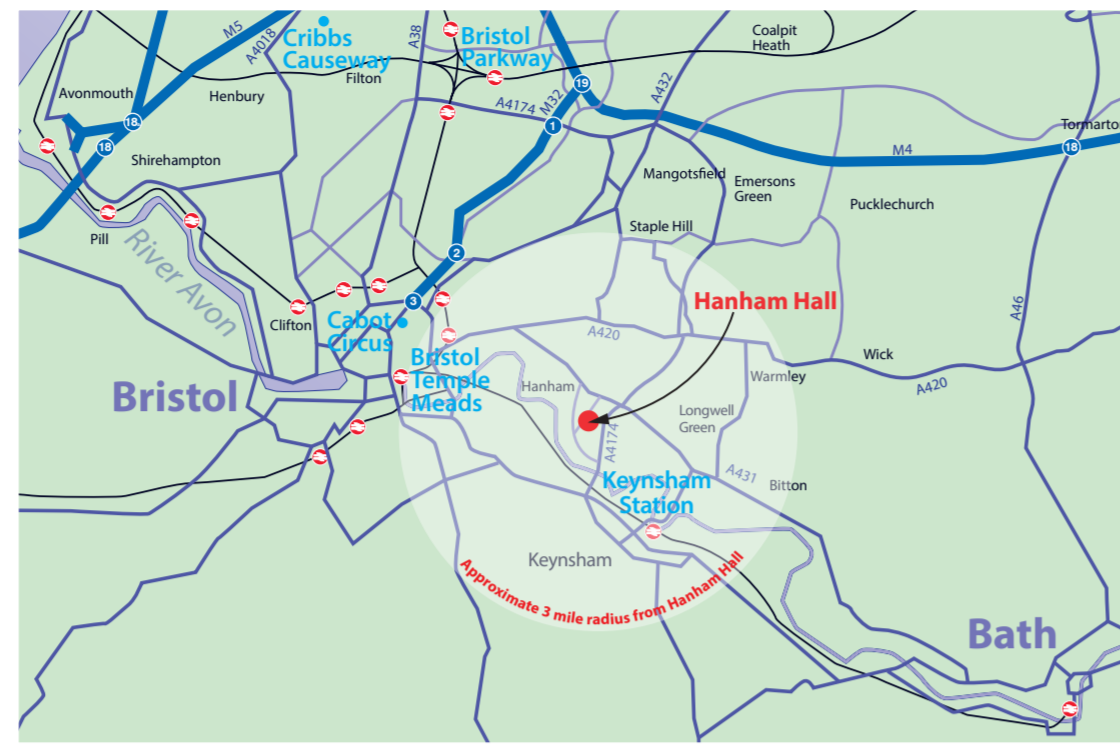 M5
A4018
Cribbs
Causeway
A38
Bristol
Parkway
Coalpit
Heath
Filton
Avonmouth
Henbury
A4174
M32
19
A432
18
18
1
Tormarto
18
M4
Shirehampton
Mangotsfield
Emersons
Green
Pucklechurch
Staple Hill
Pill
River Avon
2
3
Hanham Hall
A46
Clifton
Cabot
Circus
A420
Wick
A420
Bristol
Temple
Meads
Warmley
Bristol
Hanham
Longwell
Green
A4174
A431
Keynsham
Station
Bitton
Keynsham
Approximate 3 mile radius from Hanham Hall
Bath